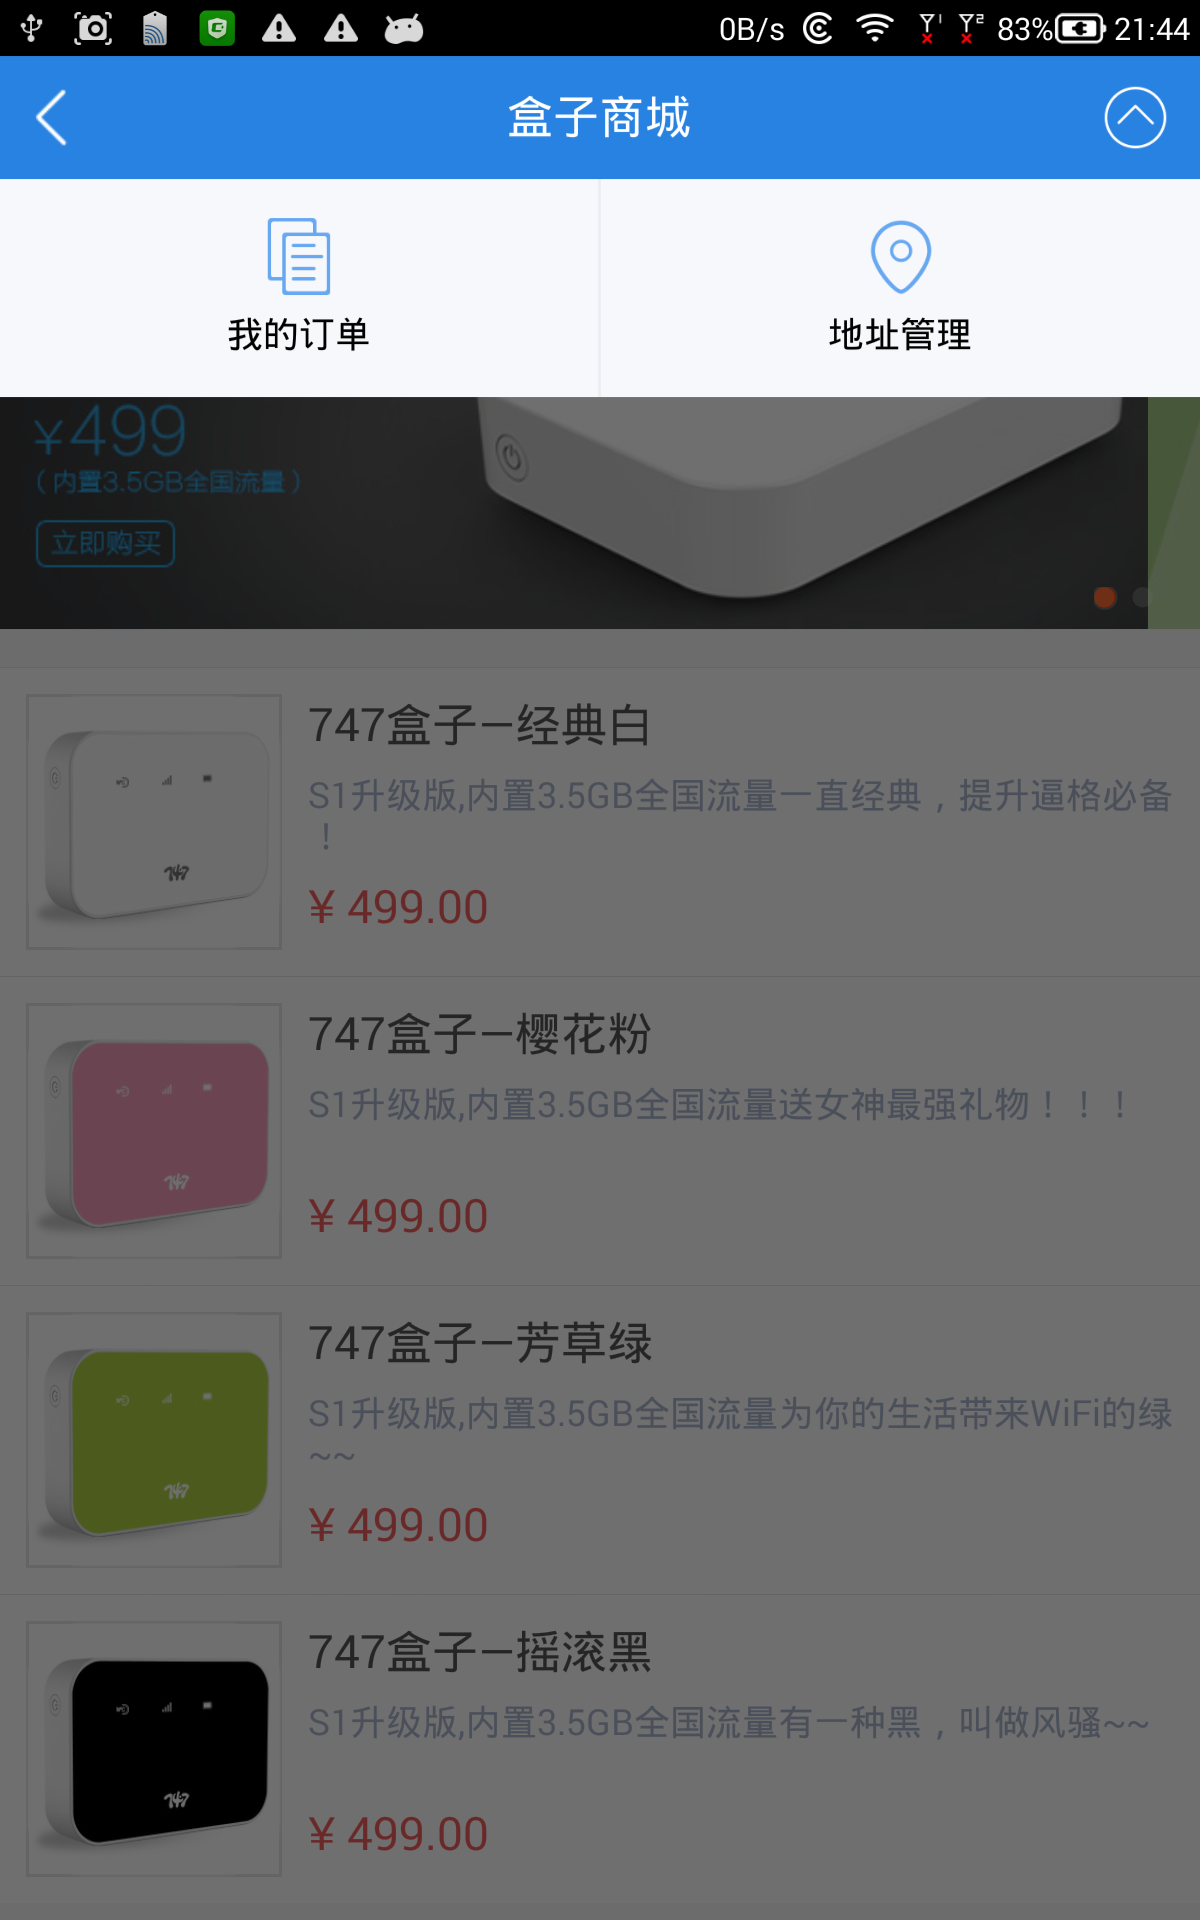 0B/s 83% 21:44
盒子商城
我的订单
地址管理
¥499
（内置3.5GB全国流量）
立即购买
747盒子—经典白
S1升级版,内置3.5GB全国流量一直经典，提升逼格必备
！
¥ 499.00
747盒子—樱花粉
S1升级版,内置3.5GB全国流量送女神最强礼物！！！
¥ 499.00
747盒子—芳草绿
S1升级版,内置3.5GB全国流量为你的生活带来WiFi的绿
~~
¥ 499.00
747盒子—摇滚黑
S1升级版,内置3.5GB全国流量有一种黑，叫做风骚~~
¥ 499.00